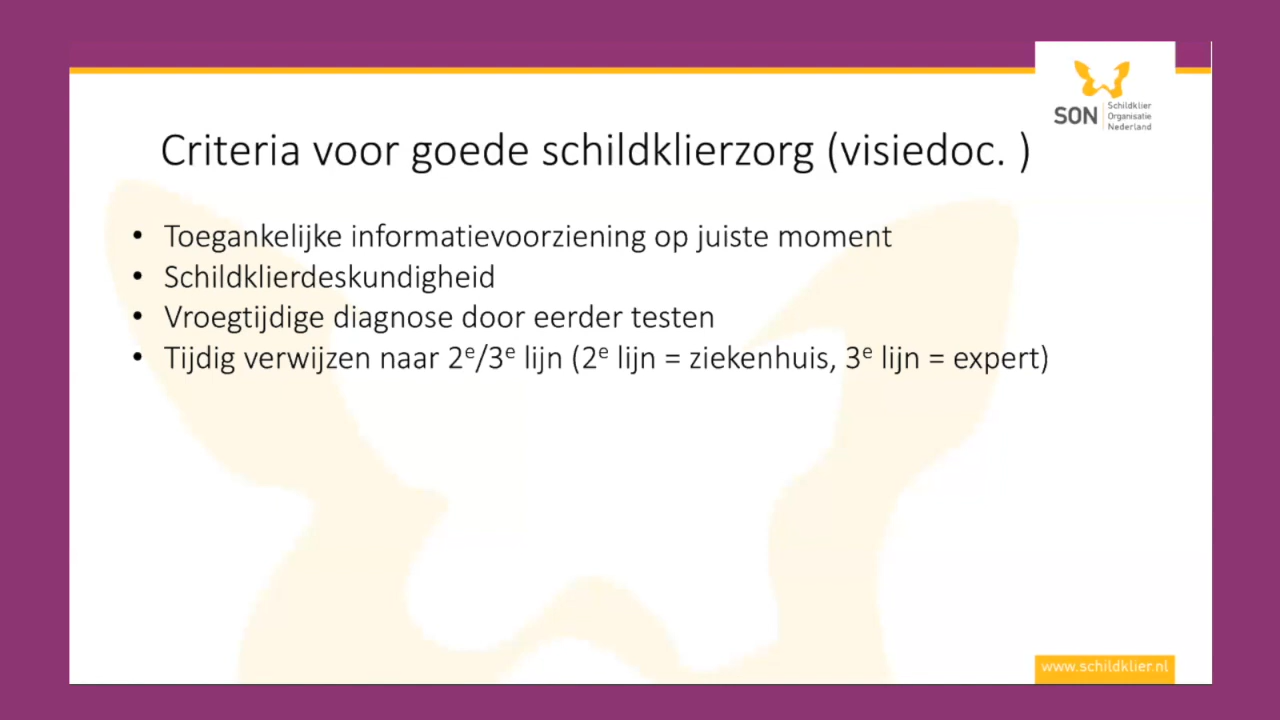 SON
Schildklier
Organisatie
Nederland
Criteria voor goede schildklierzorg (visiedoc. )
• Toegankelijke informatievoorziening op juiste moment
• Schildklierdeskundigheid
• Vroegtijdige diagnose door eerder testen
• Tijdig verwijzen naar 2ᵉ/3ᵉ lijn (2ᵉ lijn = ziekenhuis, 3ᵉ lijn = expert)
www.schildklier.nl